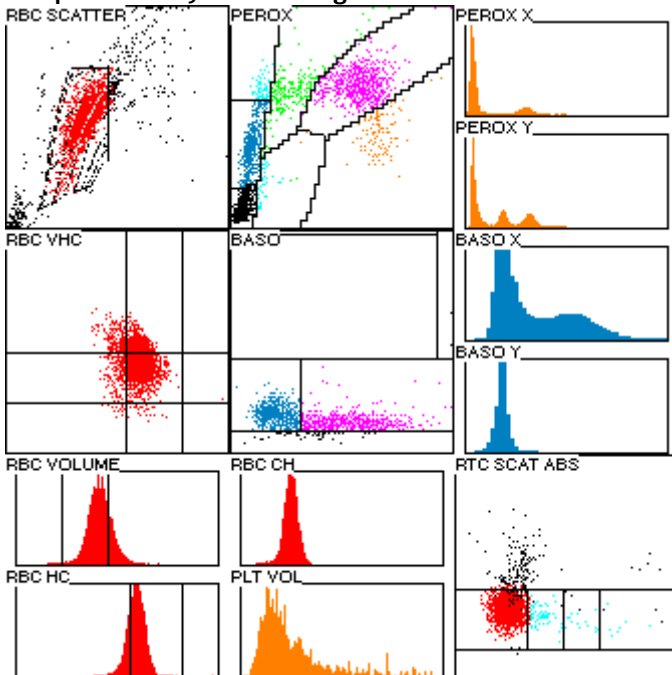 RBC SCATTER
PEROX
PEROX X
PEROX Y
RBC VHC
BASO
BASO X
BASO Y
RBC VOLUME
RBC CH
RTC SCAT ABS
RBC HC
PLT VOL